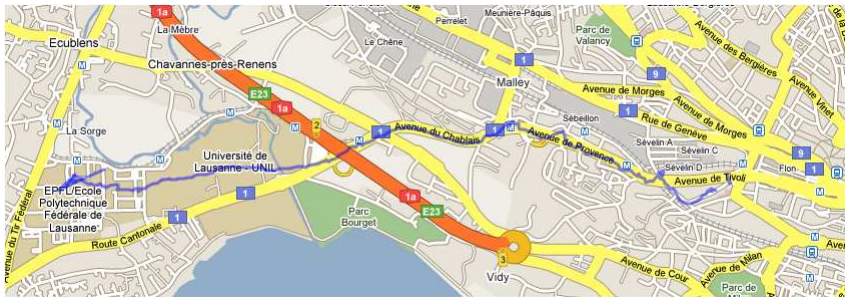 1a
La Mèbre
Perrelet
Meunière-Pâquis
Parc de
Valancy
Avenue des Bergières
Ecublens
Le Chêne
1
Chavannes-près-Renens
Malley
9
Avenue Vinet
E23
1a
Avenue de Morges
1
2
Sébeillon
Rue de Genève
Avenue de Morges
La Sorge
1
Avenue du Chablais
1
Avenue de Provence
Sévelin A
Sévelin C
9
Université de
Lausanne - UNIL
Sévelin D
Flon
1
EPFL/Ecole
Polytechnique
Fédérale de
Lausanne
1
1a
Avenue de Tivoli
1
E23
Parc
Bourget
Avenue du Tir Fédéral
Route Cantonale
3
Vidy
Avenue de Cour
Avenue de Milan
Parc de